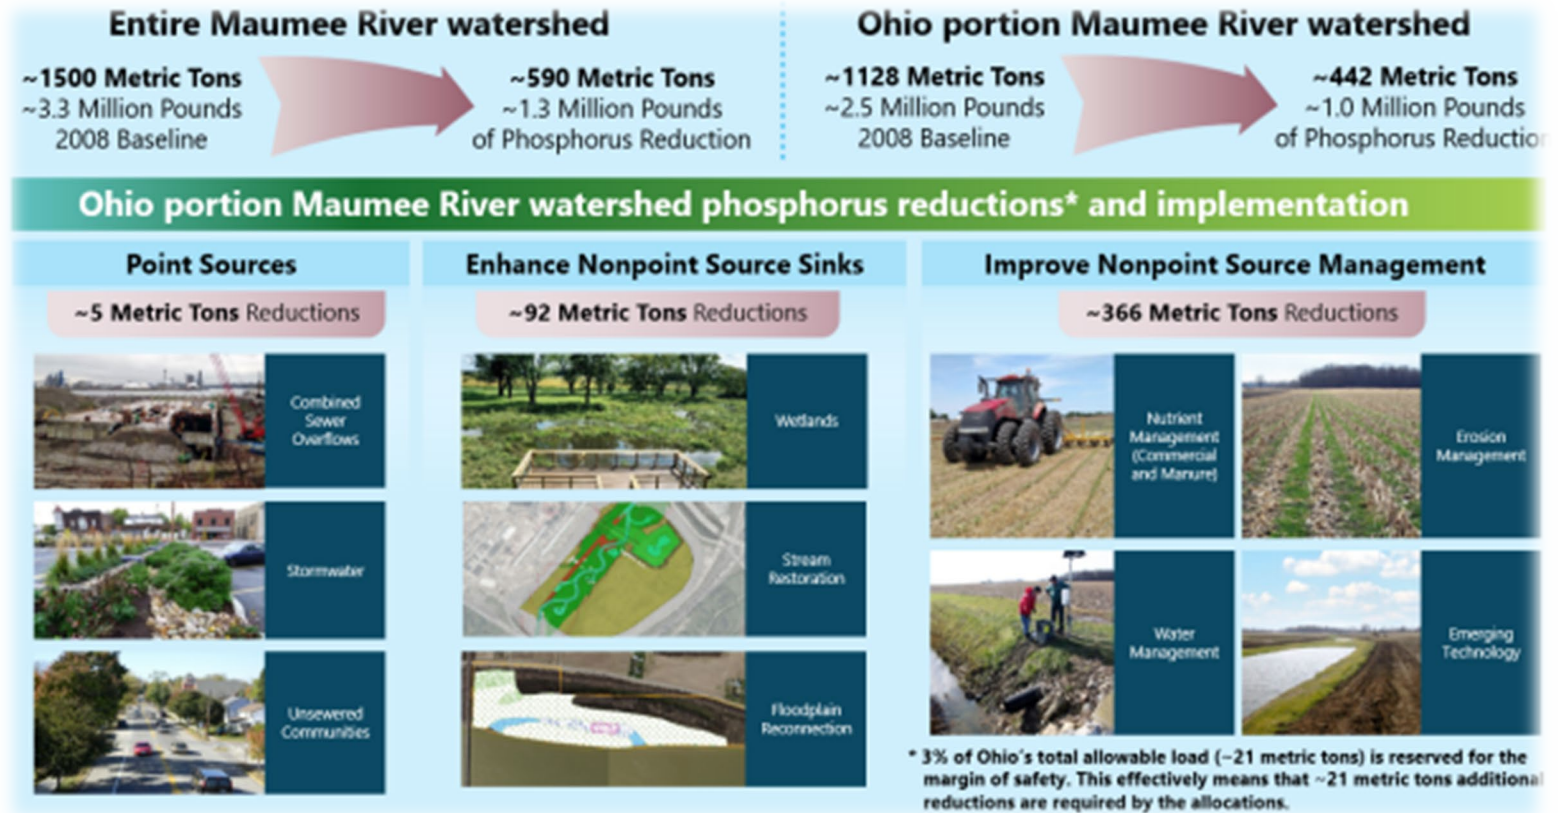 Entire Maumee River watershed
~1500 Metric Tons
~3.3 Million Pounds
2008 Baseline
~590 Metric Tons
~1.3 Million Pounds
of Phosphorus Reduction
Ohio portion Maumee River watershed
~1128 Metric Tons
~2.5 Million Pounds
2008 Baseline
~442 Metric Tons
~1.0 Million Pounds
of Phosphorus Reduction
Ohio portion Maumee River watershed phosphorus reductions* and implementation
Point Sources
~5 Metric Tons Reductions
Combined
Sewer
Overflows
Stormwater
Unsewered
Communities
Enhance Nonpoint Source Sinks
~92 Metric Tons Reductions
Wetlands
Stream
Restoration
Floodplain
Reconnection
Improve Nonpoint Source Management
~366 Metric Tons Reductions
Nutrient
Management
(Commercial
and Manure)
Erosion
Management
Water
Management
Emerging
Technology
* 3% of Ohio's total allowable load (~21 metric tons) is reserved for the
margin of safety. This effectively means that ~21 metric tons additional
reductions are required by the allocations.